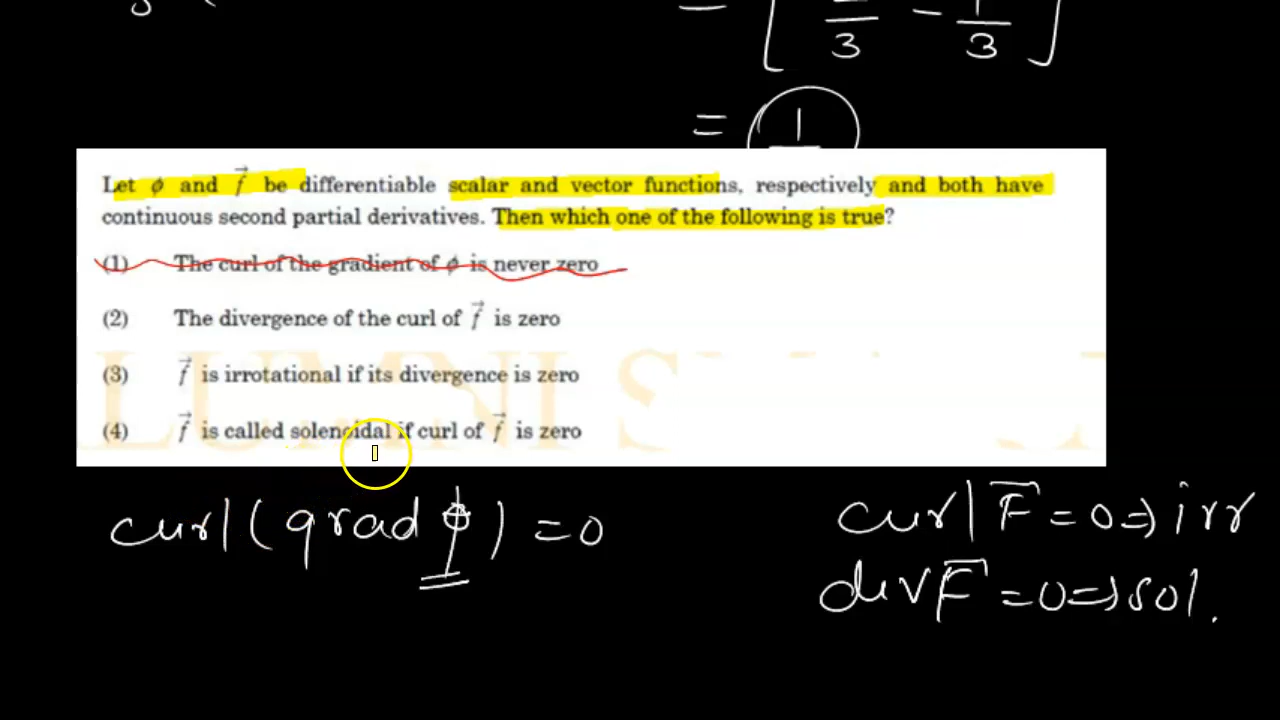 = [ /3 - 1/3 ]
= 1
Let ϕ and f⃗ be differentiable scalar and vector functions, respectively and both have
continuous second partial derivatives. Then which one of the following is true?
(1) The curl of the gradient of ϕ is never zero
(2) The divergence of the curl of f⃗ is zero
(3) f⃗ is irrotational if its divergence is zero
(4) f⃗ is called solenoidal if curl of f⃗ is zero
curl (grad ϕ) = 0
curl F̅ = 0 ⇒ irr
div F̅ = 0 ⇒ sol.